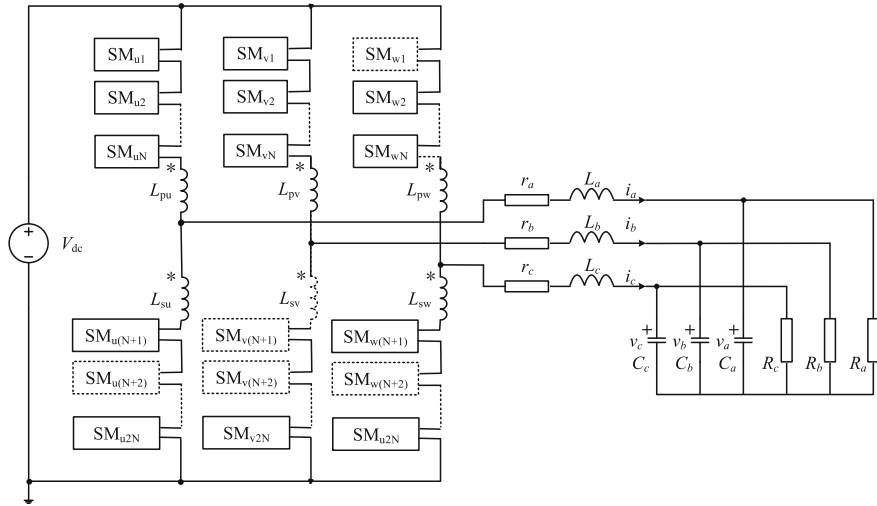 SMu1
SMv1
SMw1
SMu2
SMv2
SMw2
SMuN
SMvN
SMwN
* * *
Lpu
Lpv
Lpw
ra
La
ia
rb
Lb
ib
rc
Lc
ic
+
−
Vdc
* * *
Lsu
Lsv
Lsw
SMu(N+1)
SMv(N+1)
SMw(N+1)
SMu(N+2)
SMv(N+2)
SMw(N+2)
SMu2N
SMv2N
SMu2N
+ + +
vc
vb
va
Cc
Cb
Ca
Rc
Rb
Ra